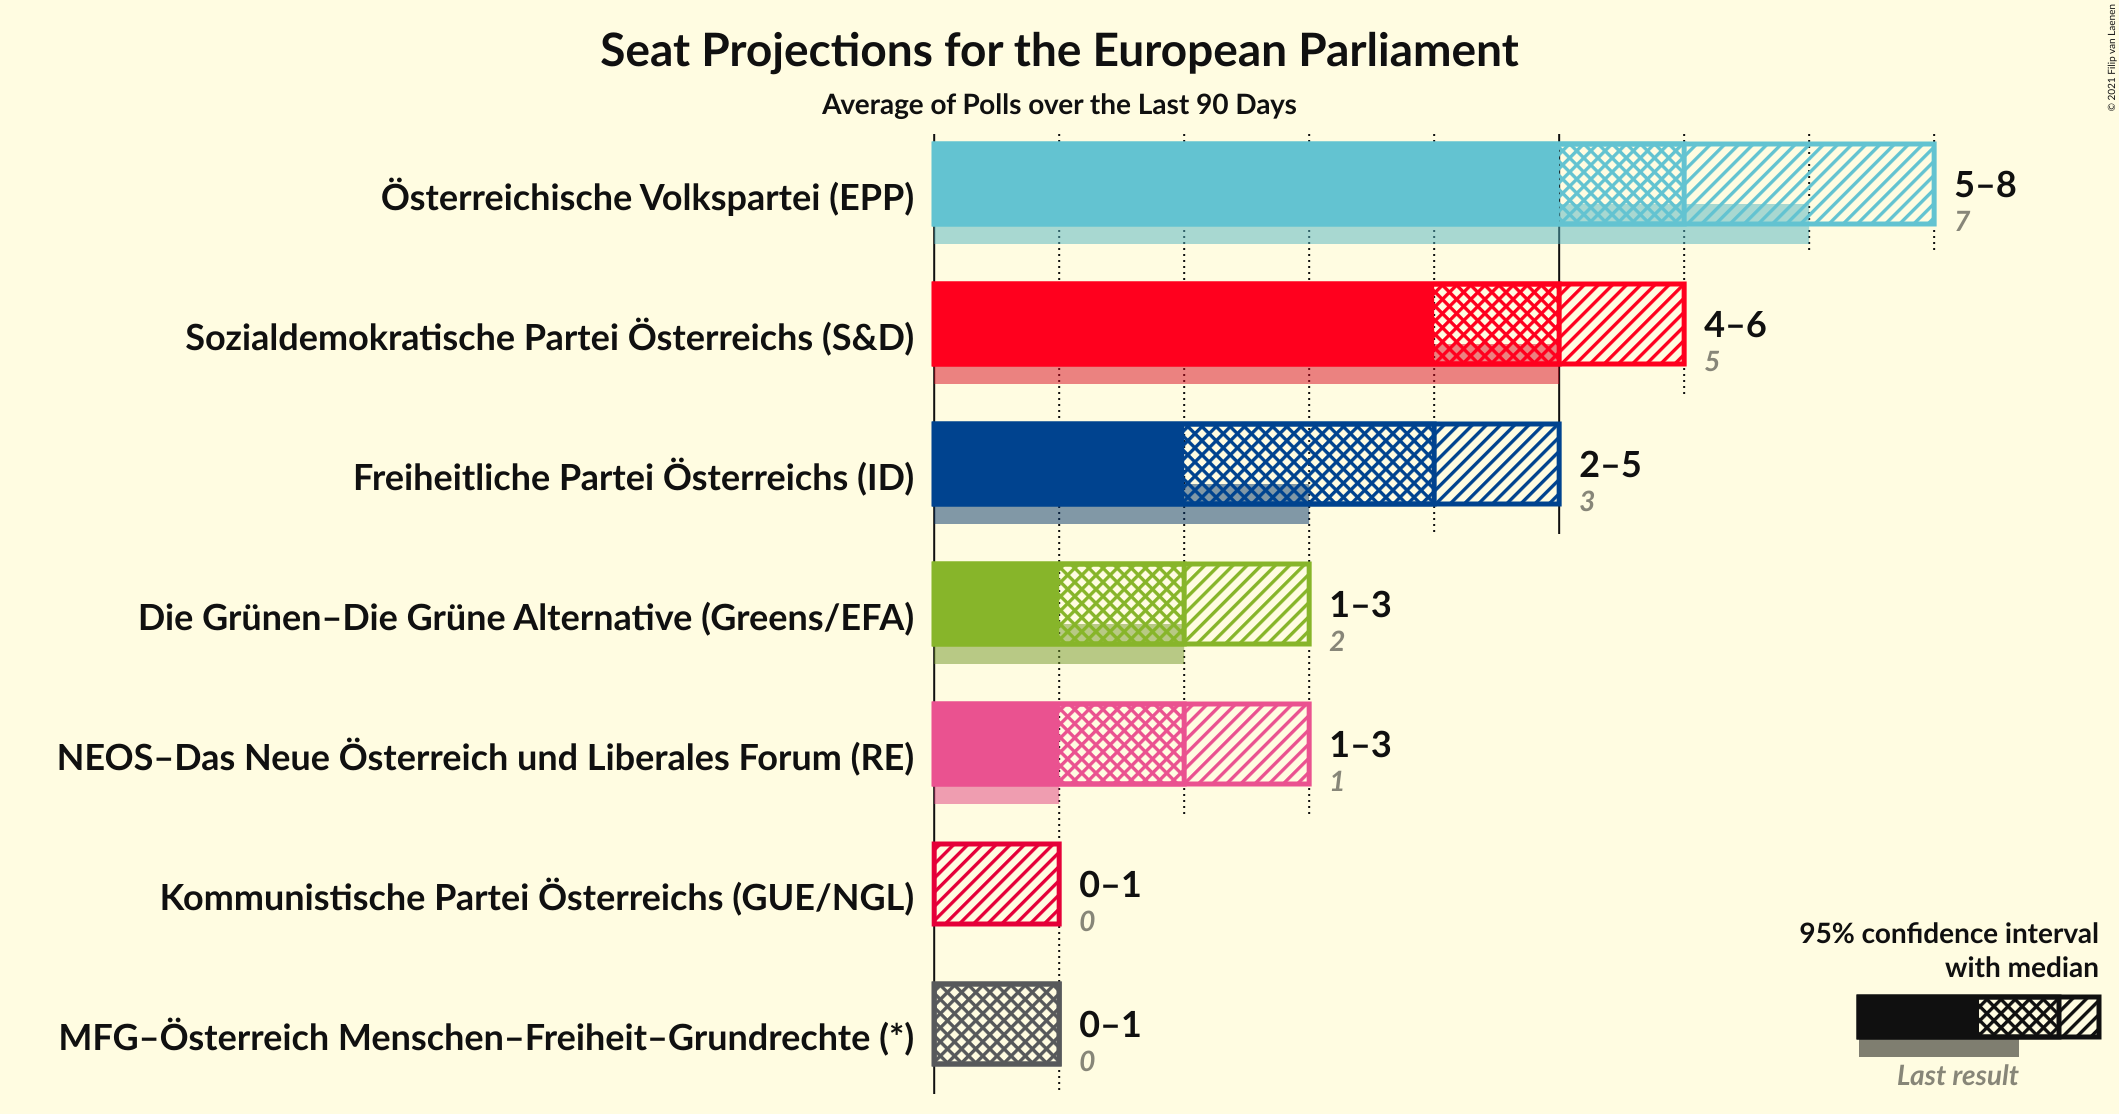 Seat Projections for the European Parliament
Average of Polls over the Last 90 Days
© 2021 Filip van Laenen
Österreichische Volkspartei (EPP)
5–8
7
Sozialdemokratische Partei Österreichs (S&D)
4–6
5
Freiheitliche Partei Österreichs (ID)
2–5
3
Die Grünen–Die Grüne Alternative (Greens/EFA)
1–3
2
NEOS–Das Neue Österreich und Liberales Forum (RE)
1–3
1
Kommunistische Partei Österreichs (GUE/NGL)
0–1
0
MFG–Österreich Menschen–Freiheit–Grundrechte (*)
0–1
0
95% confidence interval
with median
Last result